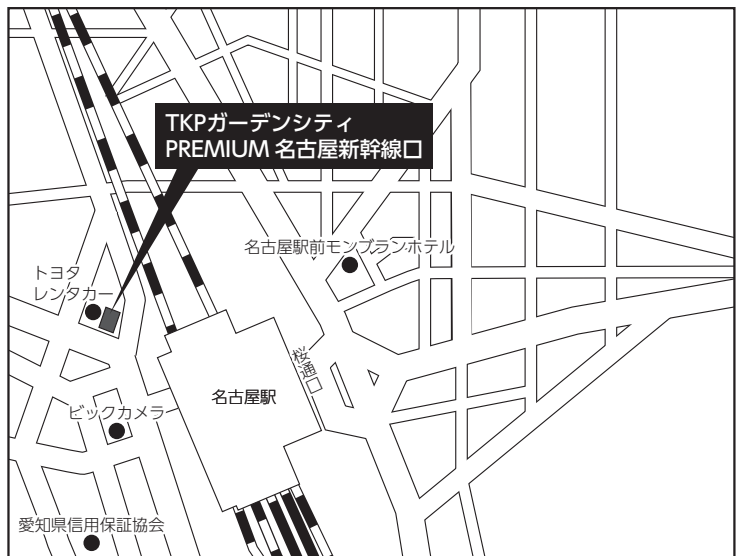 TKPガーデンシティ
PREMIUM 名古屋新幹線口
名古屋駅前モンブランホテル
トヨタ
レンタカー
桜通口
名古屋駅
ビックカメラ
愛知県信用保証協会